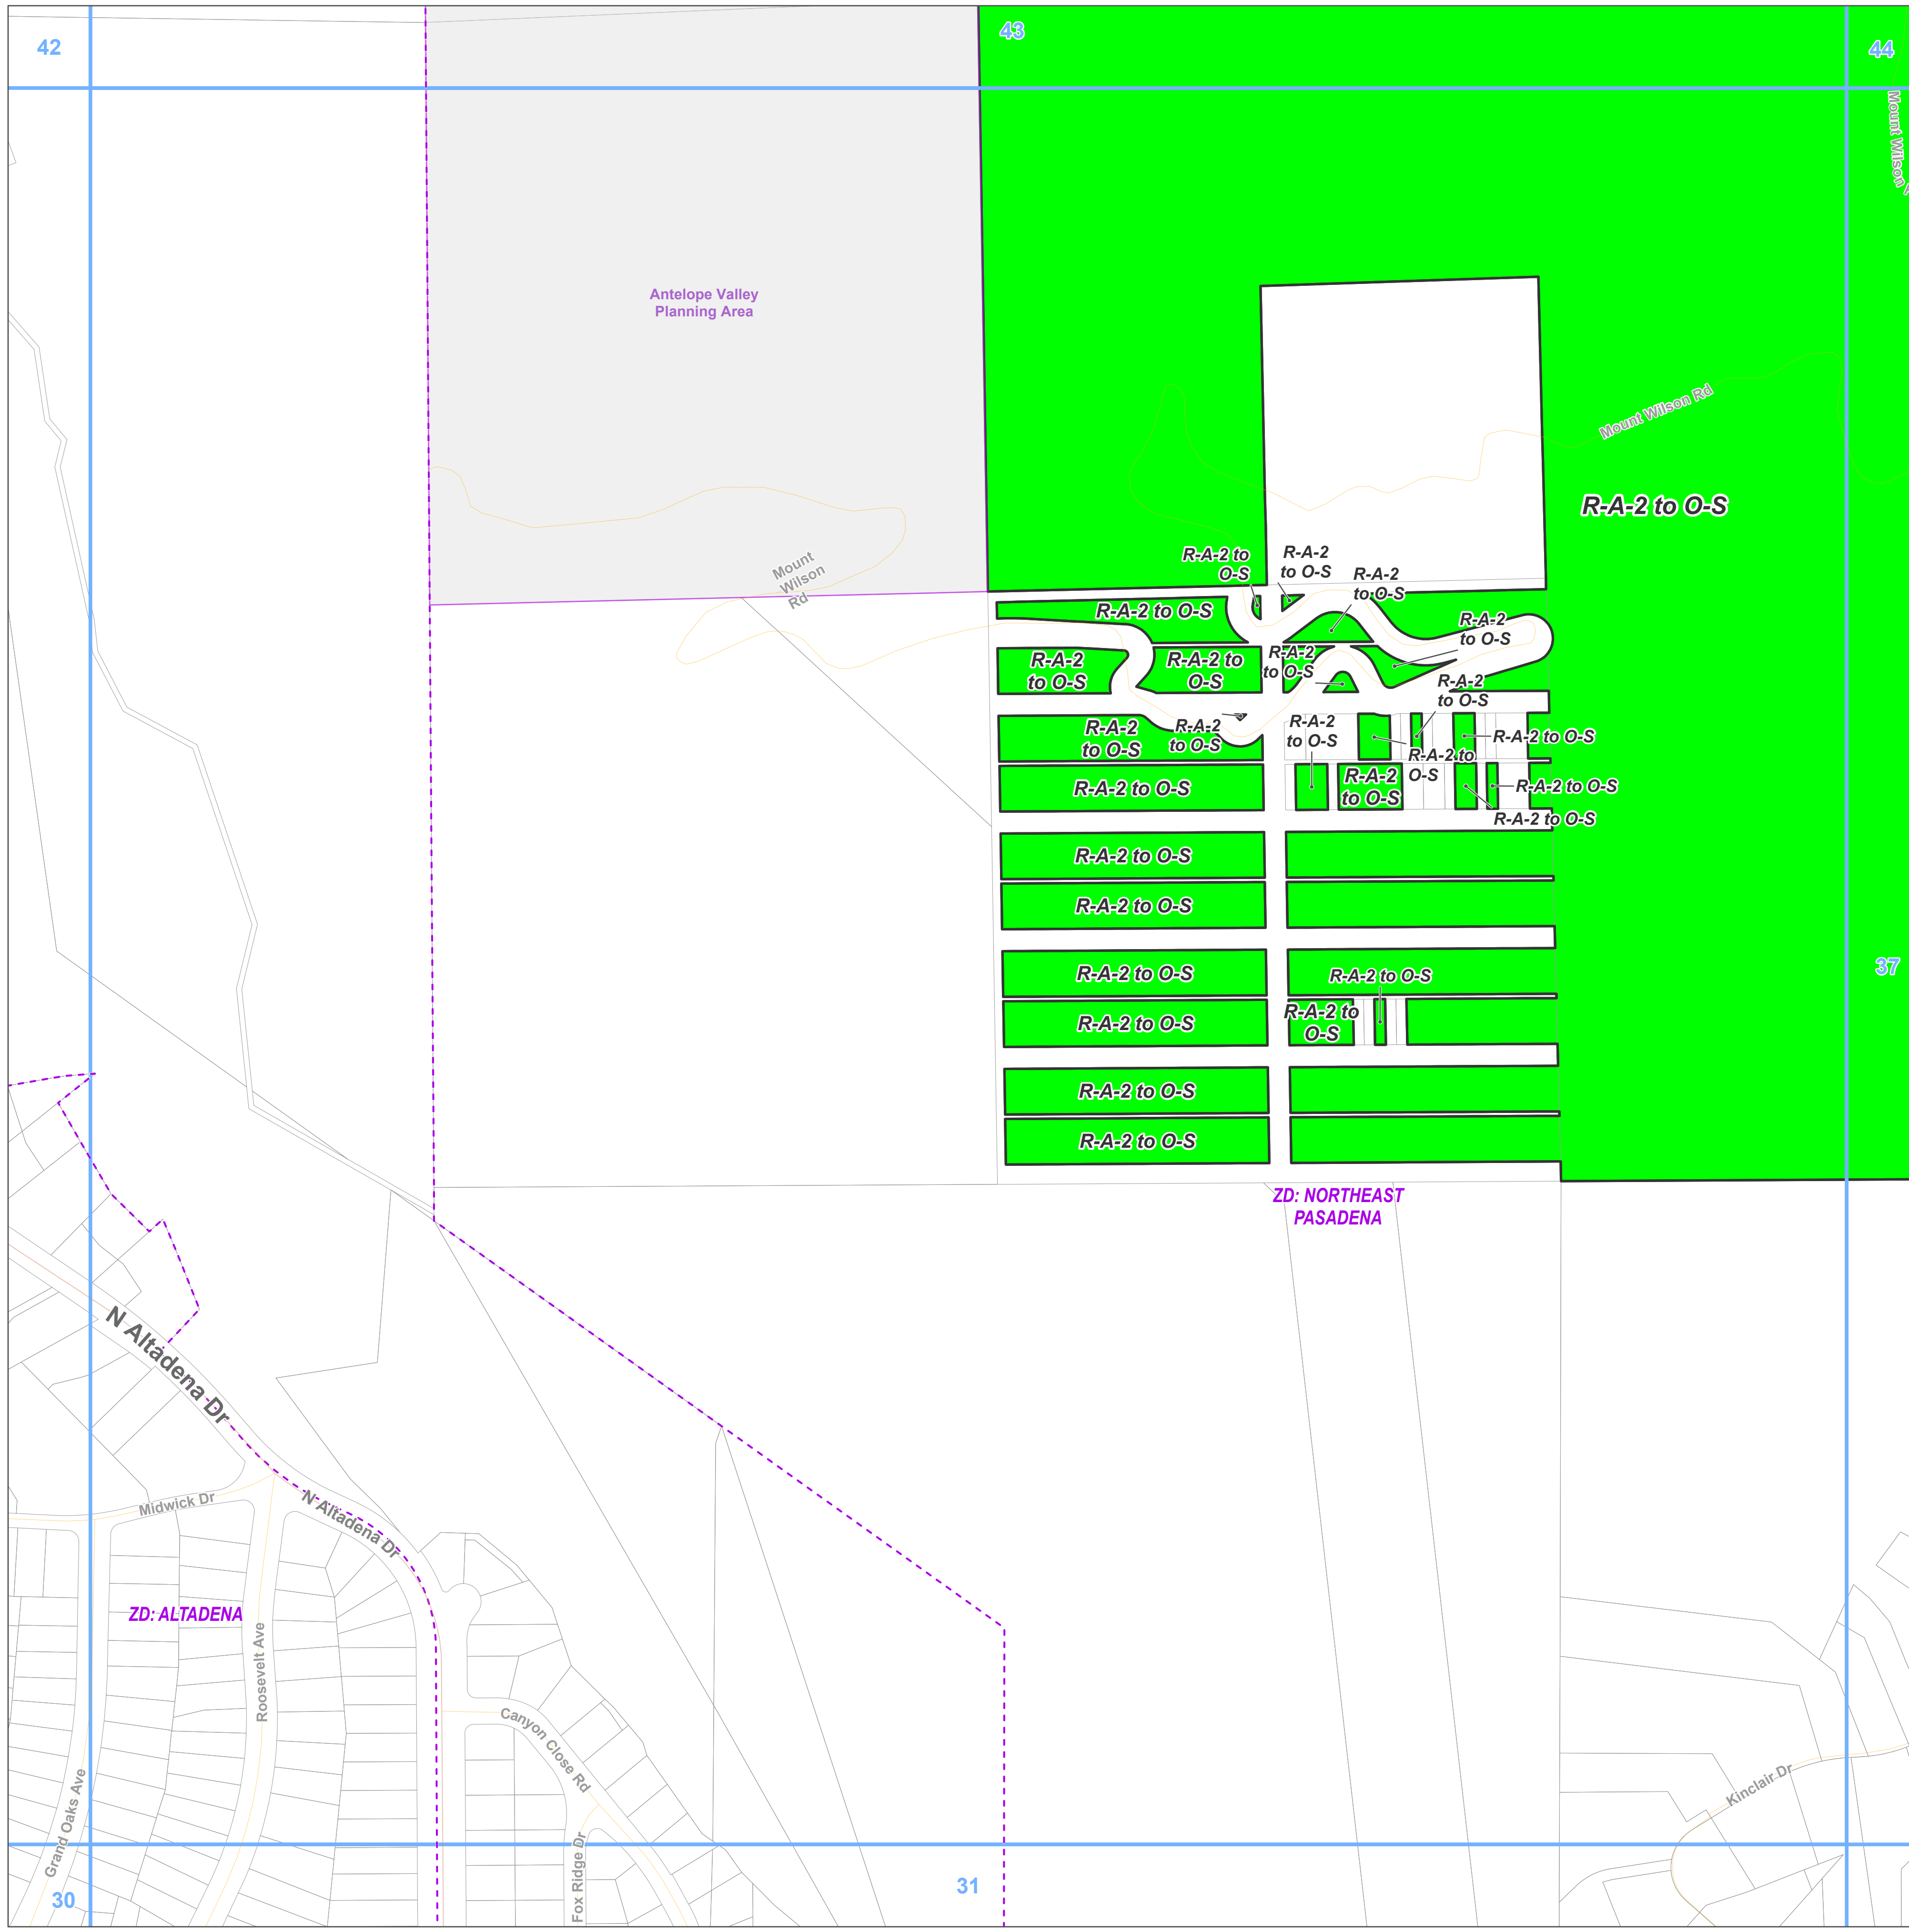 42
43
44
Mount Wilson
Antelope Valley
Planning Area
Mount Wilson Rd
R-A-2 to O-S
Mount
Wilson
Rd
R-A-2 to
O-S
R-A-2
to O-S
R-A-2
to O-S
R-A-2 to O-S
R-A-2
to O-S
R-A-2
to O-S
R-A-2 to
O-S
R-A-2
to O-S
R-A-2
to O-S
R-A-2
to O-S
R-A-2
to O-S
R-A-2
to O-S
R-A-2 to
O-S
R-A-2 to O-S
R-A-2 to O-S
R-A-2
to O-S
R-A-2 to O-S
R-A-2 to O-S
R-A-2 to O-S
R-A-2 to O-S
37
R-A-2 to O-S
R-A-2 to O-S
R-A-2 to O-S
R-A-2 to
O-S
R-A-2 to O-S
R-A-2 to O-S
ZD: NORTHEAST
PASADENA
N Altadena Dr
Midwick Dr
N Altadena Dr
ZD: ALTADENA
Roosevelt Ave
Canyon Close Rd
Grand Oaks Ave
Fox Ridge Dr
Kinclair Dr
30
31